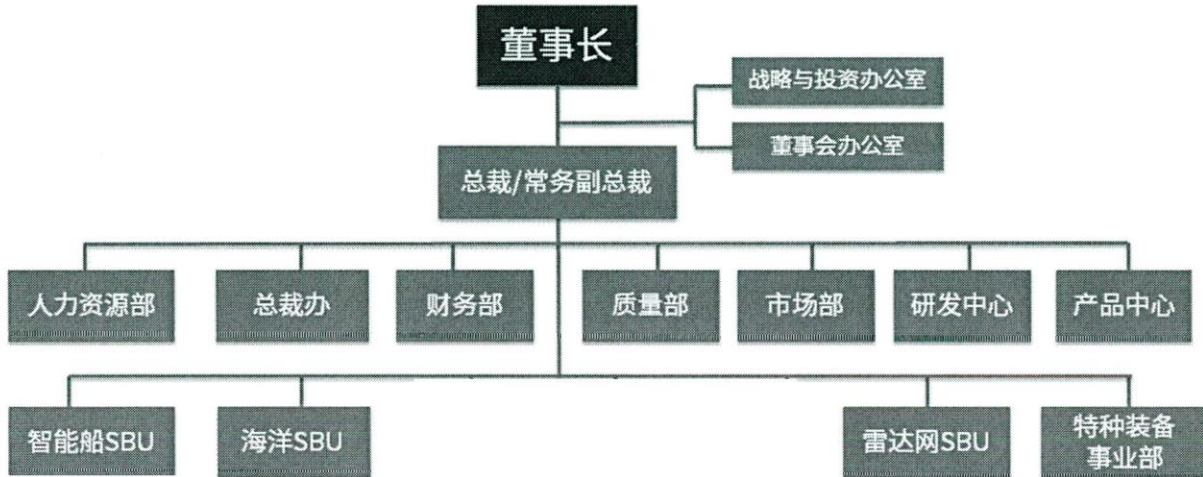 董事长
战略与投资办公室
董事会办公室
总裁/常务副总裁
人力资源部
总裁办
财务部
质量部
市场部
研发中心
产品中心
智能船SBU
海洋SBU
雷达网SBU
特种装备
事业部